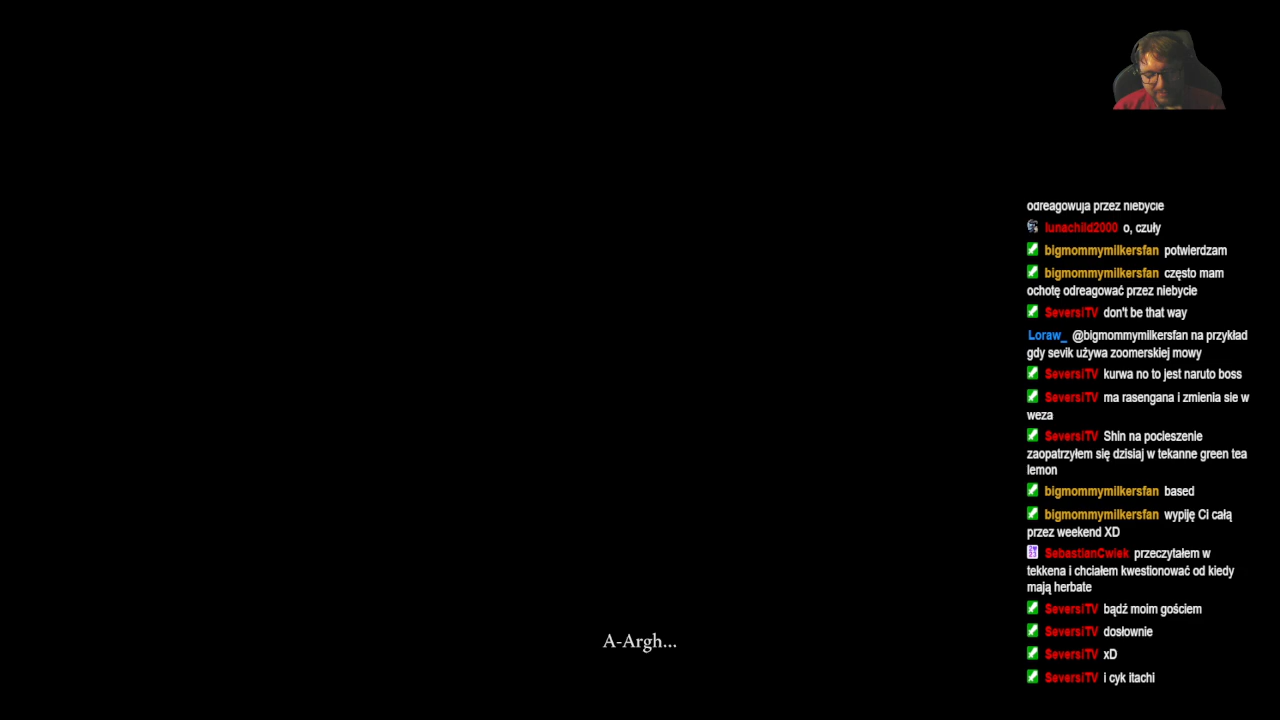 odreagowują przez niebycie
lunachild2000 o, czuły
bigmommymilkersfan potwierdzam
bigmommymilkersfan często mam
ochotę odreagować przez niebycie
SeversiTV don't be that way
Loraw_ @bigmommymilkersfan na przykład
gdy sevik używa zoomerskiej mowy
SeversiTV kurwa no to jest naruto boss
SeversiTV ma rasengana i zmienia sie w
weza
SeversiTV Shin na pocieszenie
zaopatrzyłem się dzisiaj w tekanne green tea
lemon
bigmommymilkersfan based
bigmommymilkersfan wypiję Ci całą
przez weekend XD
SebastianCwiek przeczytałem w
tekkena i chciałem kwestionować od kiedy
mają herbate
SeversiTV bądź moim gościem
SeversiTV dosłownie
SeversiTV xD
SeversiTV i cyk itachi
A-Argh...